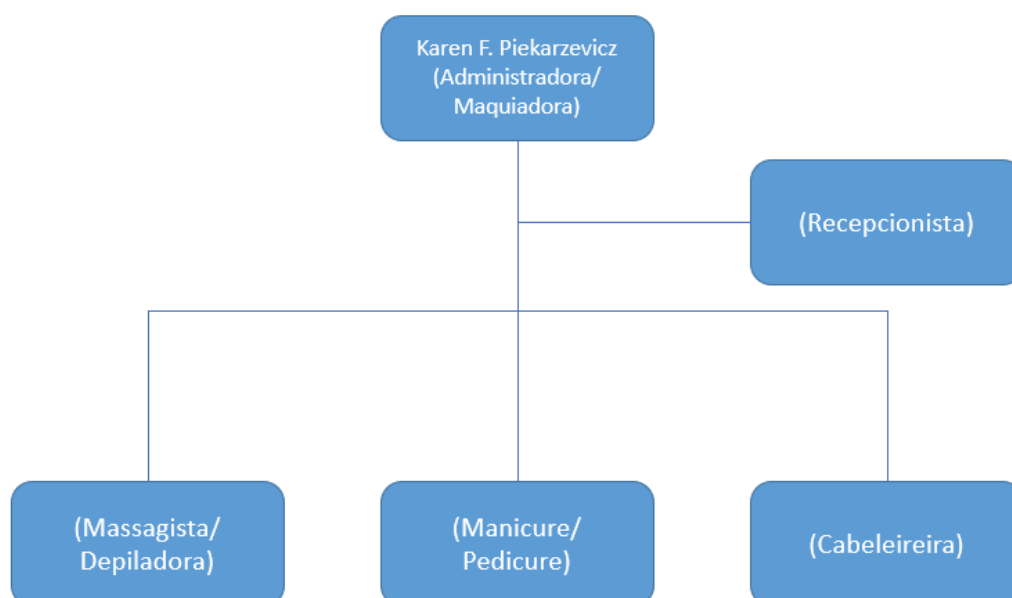 Karen F. Piekarzevicz
(Administradora/
Maquiadora)
(Recepcionista)
(Massagista/
Depiladora)
(Manicure/
Pedicure)
(Cabeleireira)